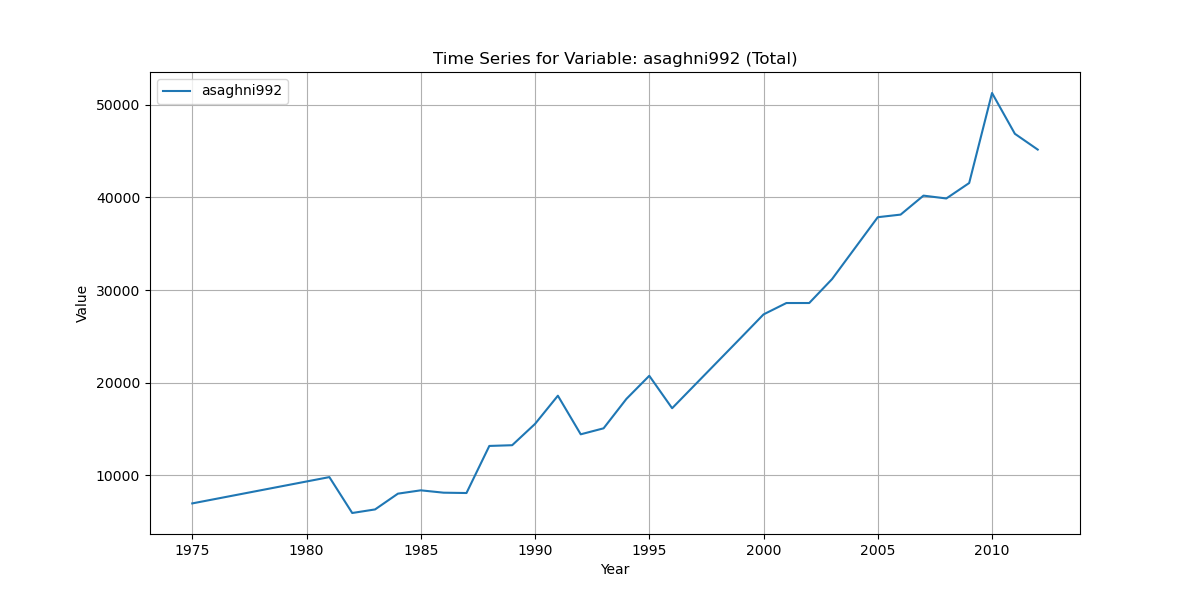 Time Series for Variable: asaghni992 (Total)
asaghni992
50000
40000
30000
20000
10000
Value
1975 1980 1985 1990 1995 2000 2005 2010
Year